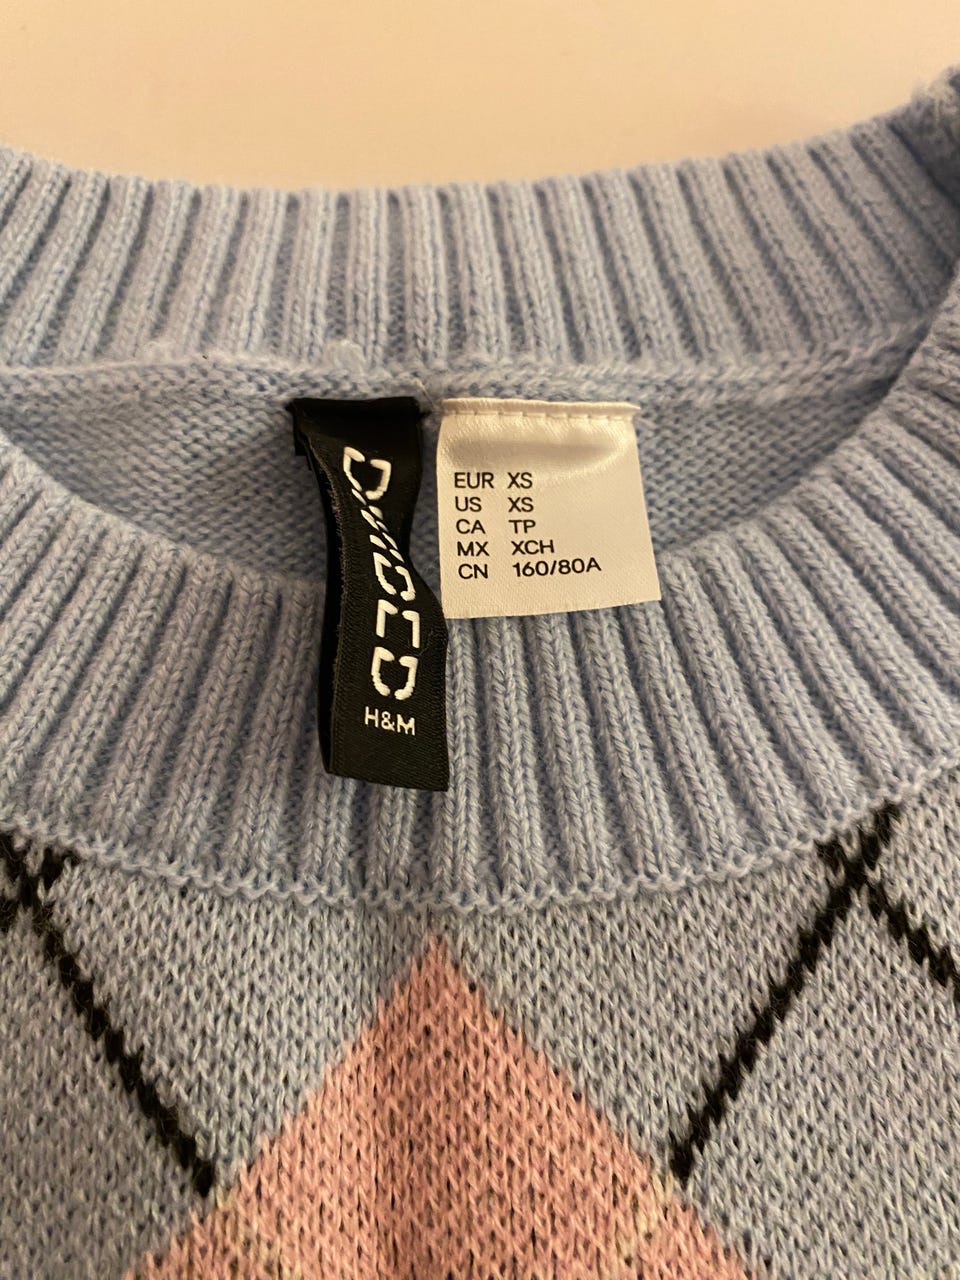 DIVIDED
H&M
EUR XS
US XS
CA TP
MX XCH
CN 160/80A